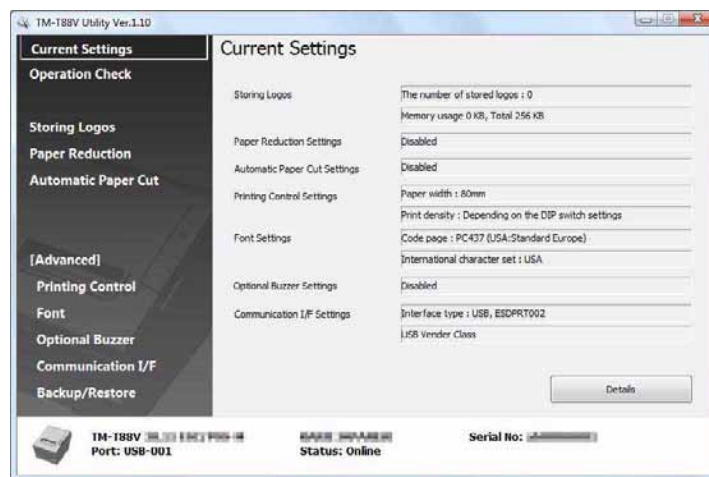 TM-T88V Utility Ver.1.10
Current Settings
Operation Check
Storing Logos
Paper Reduction
Automatic Paper Cut
[Advanced]
Printing Control
Font
Optional Buzzer
Communication I/F
Backup/Restore
Current Settings
Storing Logos
The number of stored logos : 0
Memory usage 0 KB, Total 256 KB
Paper Reduction Settings
Disabled
Automatic Paper Cut Settings
Disabled
Printing Control Settings
Paper width : 80mm
Print density : Depending on the DIP switch settings
Font Settings
Code page : PC437 (USA:Standard Europe)
International character set : USA
Optional Buzzer Settings
Disabled
Communication I/F Settings
Interface type : USB, ESDPRT002
USB Vender Class
Details
TM-T88V
Port: USB-001
Status: Online
Serial No: